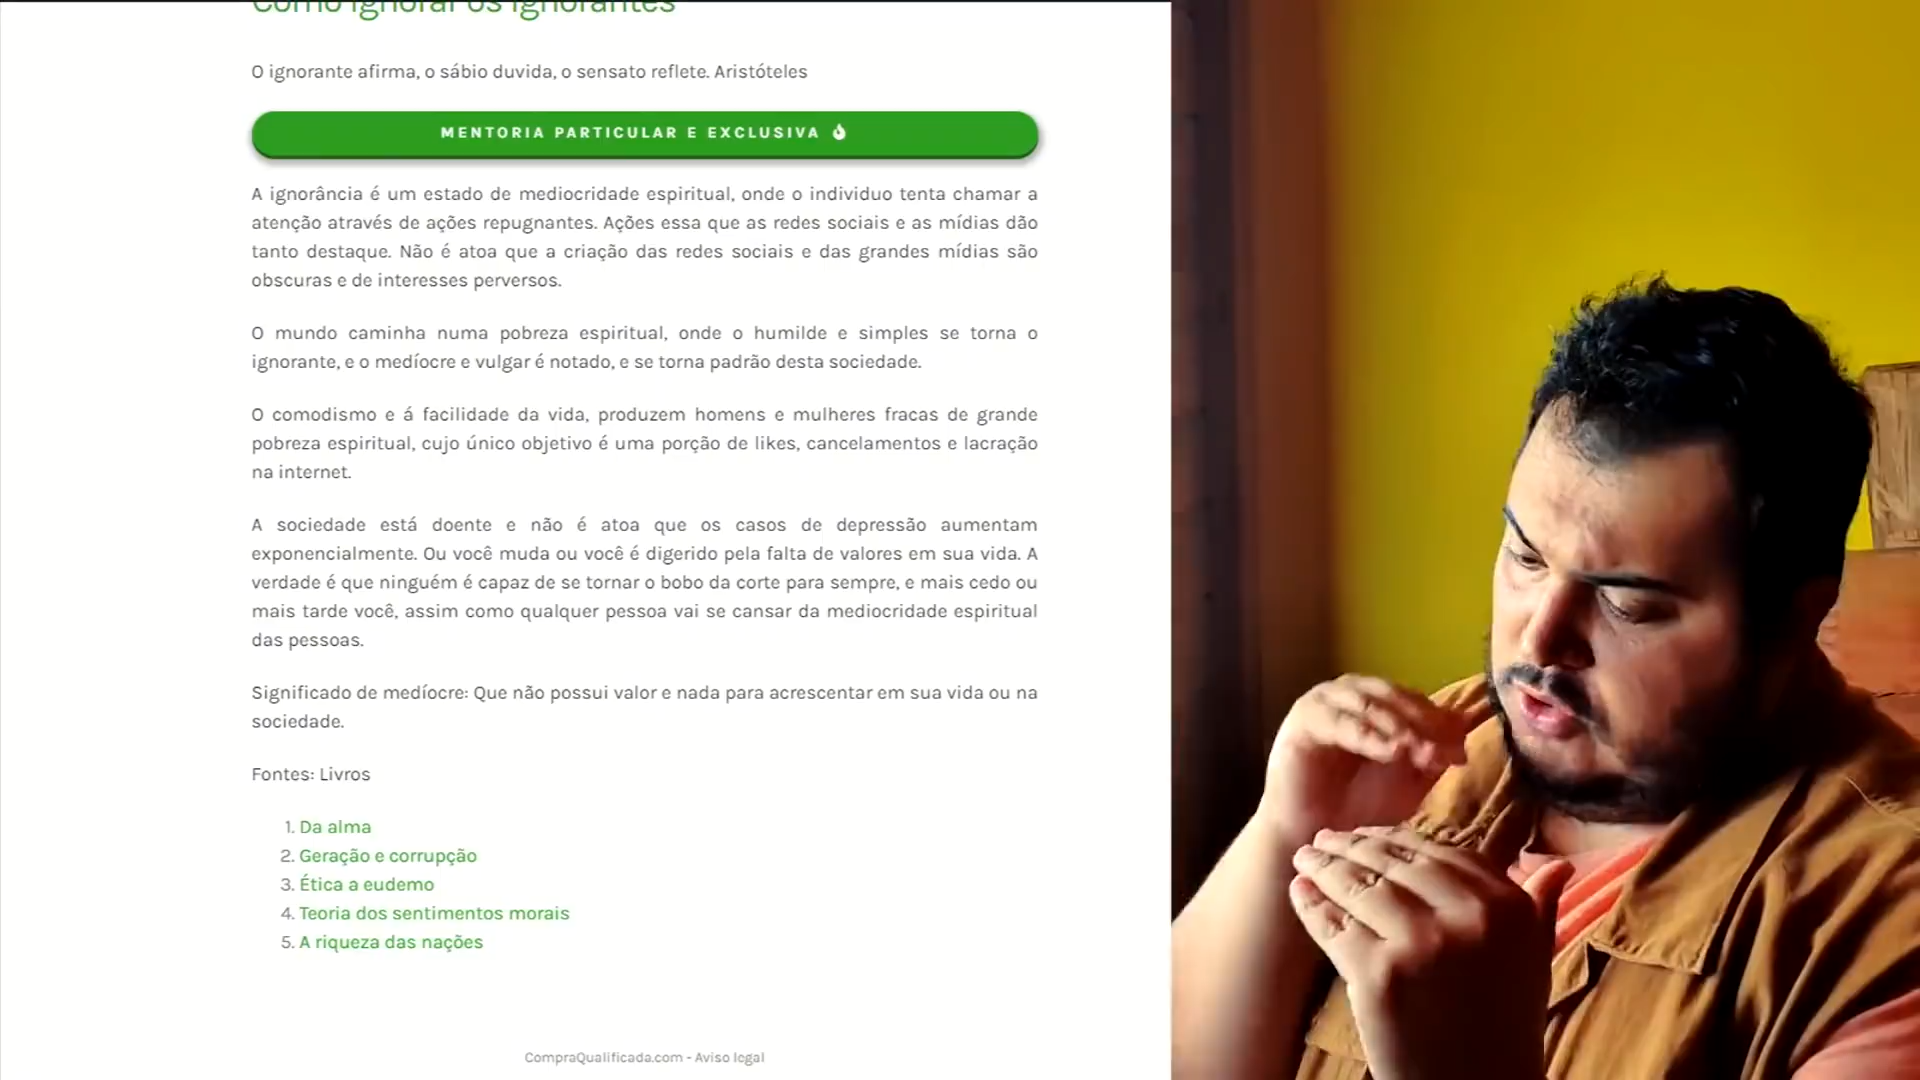 Como ignorar os ignorantes
O ignorante afirma, o sábio duvida, o sensato reflete. Aristóteles
MENTORIA PARTICULAR E EXCLUSIVA
A ignorância é um estado de mediocridade espiritual, onde o individuo tenta chamar a
atenção através de ações repugnantes. Ações essa que as redes sociais e as mídias dão
tanto destaque. Não é atoa que a criação das redes sociais e das grandes mídias são
obscuras e de interesses perversos.
O mundo caminha numa pobreza espiritual, onde o humilde e simples se torna o
ignorante, e o medíocre e vulgar é notado, e se torna padrão desta sociedade.
O comodismo e á facilidade da vida, produzem homens e mulheres fracas de grande
pobreza espiritual, cujo único objetivo é uma porção de likes, cancelamentos e lacração
na internet.
A sociedade está doente e não é atoa que os casos de depressão aumentam
exponencialmente. Ou você muda ou você é digerido pela falta de valores em sua vida. A
verdade é que ninguém é capaz de se tornar o bobo da corte para sempre, e mais cedo ou
mais tarde você, assim como qualquer pessoa vai se cansar da mediocridade espiritual
das pessoas.
Significado de medíocre: Que não possui valor e nada para acrescentar em sua vida ou na
sociedade.
Fontes: Livros
1. Da alma
2. Geração e corrupção
3. Ética a eudemo
4. Teoria dos sentimentos morais
5. A riqueza das nações
CompraQualificada.com - Aviso legal